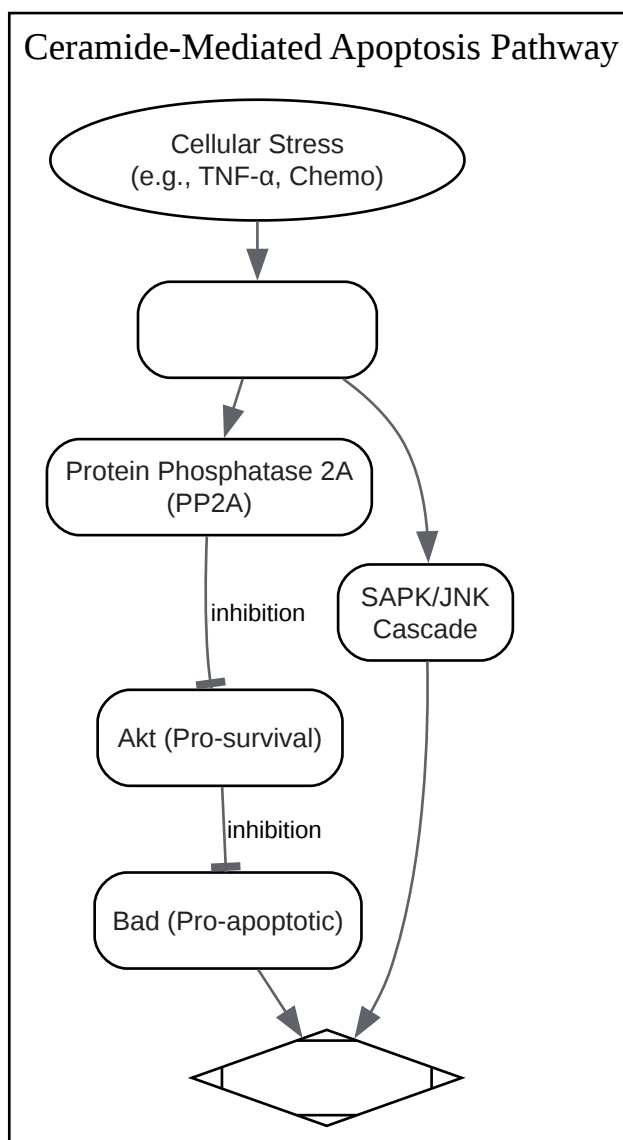 Ceramide-Mediated Apoptosis Pathway
Cellular Stress
(e.g., TNF-α, Chemo)
Protein Phosphatase 2A
(PP2A)
SAPK/JNK
Cascade
inhibition
Akt (Pro-survival)
inhibition
Bad (Pro-apoptotic)